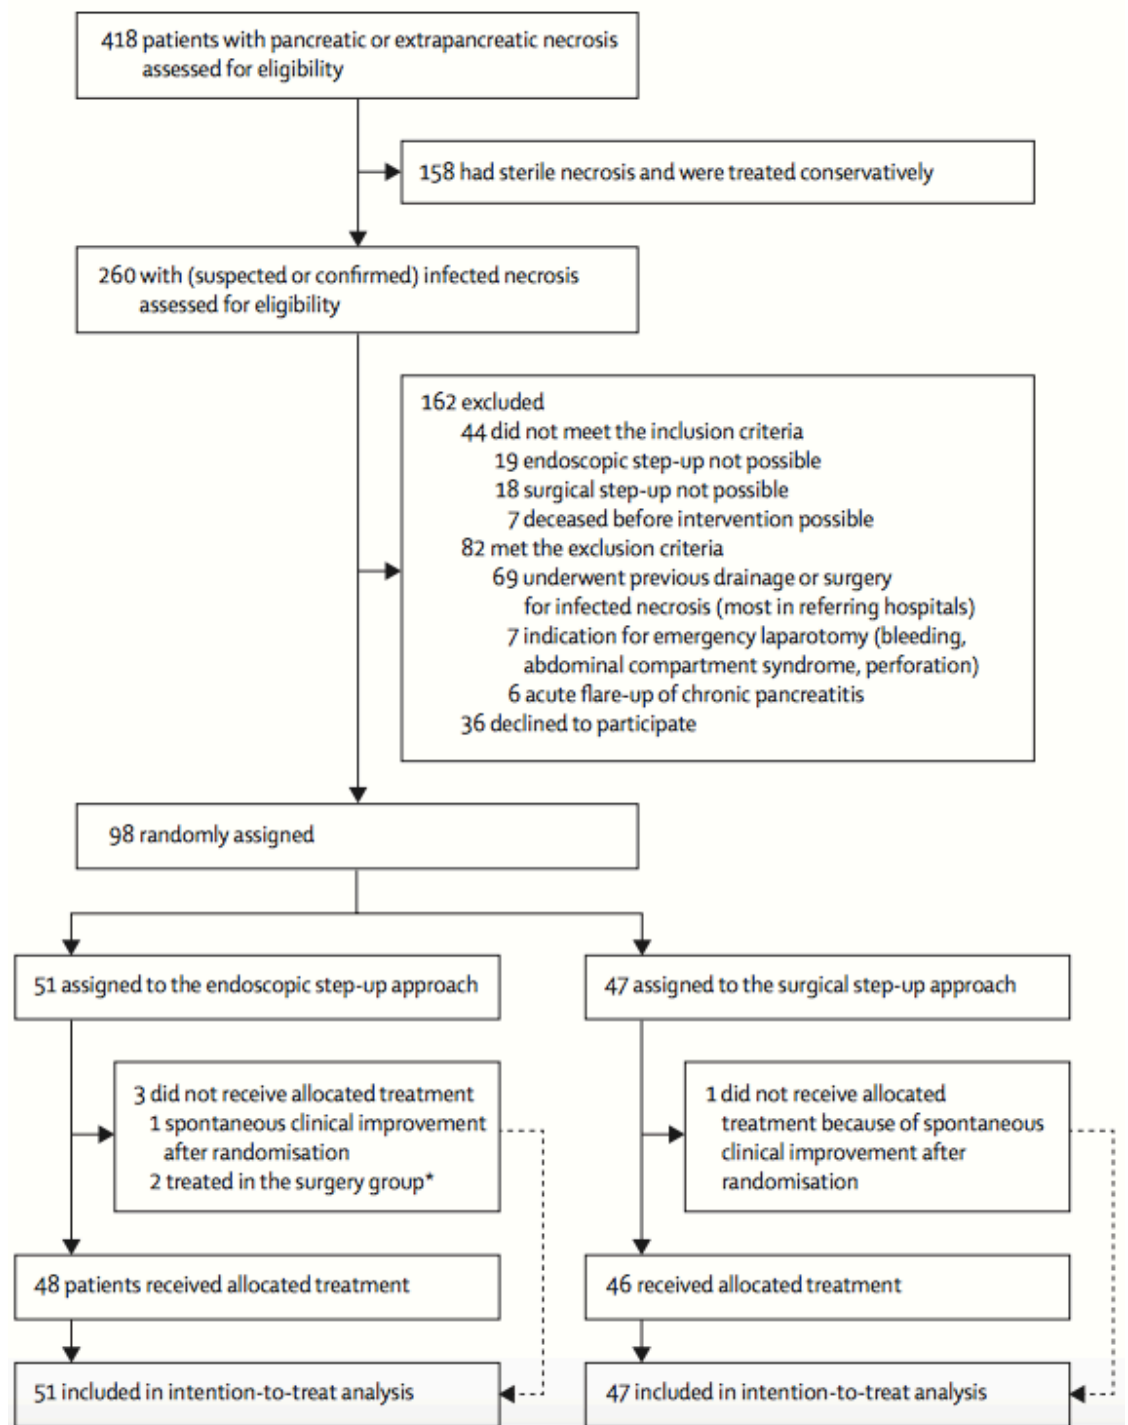 418 patients with pancreatic or extrapancreatic necrosis
assessed for eligibility
158 had sterile necrosis and were treated conservatively
260 with (suspected or confirmed) infected necrosis
assessed for eligibility
162 excluded
44 did not meet the inclusion criteria
19 endoscopic step-up not possible
18 surgical step-up not possible
7 deceased before intervention possible
82 met the exclusion criteria
69 underwent previous drainage or surgery
for infected necrosis (most in referring hospitals)
7 indication for emergency laparotomy (bleeding,
abdominal compartment syndrome, perforation)
6 acute flare-up of chronic pancreatitis
36 declined to participate
98 randomly assigned
51 assigned to the endoscopic step-up approach
47 assigned to the surgical step-up approach
3 did not receive allocated treatment
1 spontaneous clinical improvement
after randomisation
2 treated in the surgery group*
1 did not receive allocated
treatment because of spontaneous
clinical improvement after
randomisation
48 patients received allocated treatment
46 received allocated treatment
51 included in intention-to-treat analysis
47 included in intention-to-treat analysis